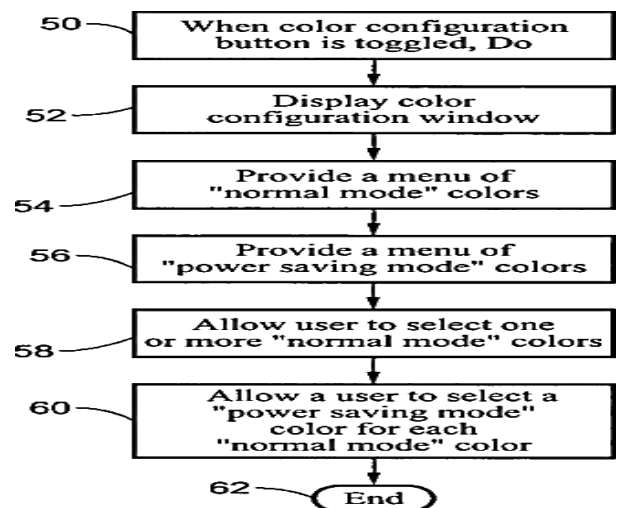 50
When color configuration
button is toggled, Do
52
Display color
configuration window
54
Provide a menu of
"normal mode" colors
56
Provide a menu of
"power saving mode" colors
58
Allow user to select one
or more "normal mode" colors
60
Allow a user to select a
"power saving mode"
color for each
"normal mode" color
62
End